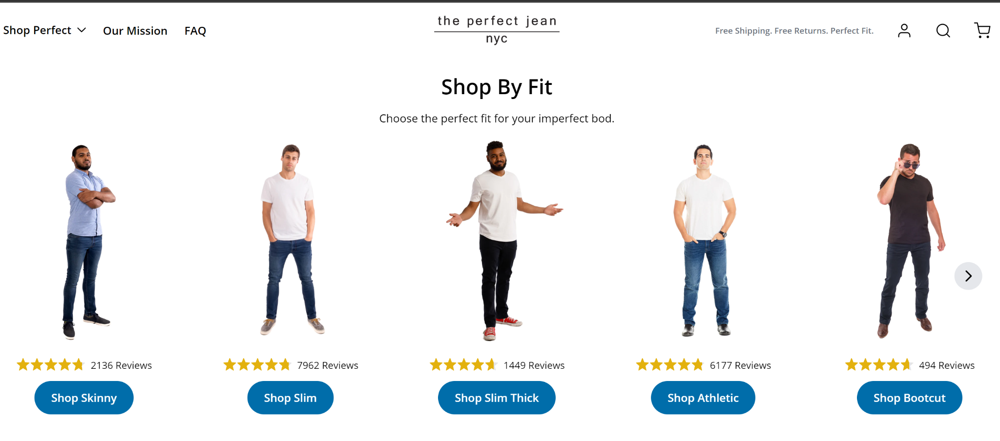 Shop Perfect
Our Mission
FAQ
the perfect jean
nyc
Free Shipping. Free Returns. Perfect Fit.
Shop By Fit
Choose the perfect fit for your imperfect bod.
2136 Reviews
7962 Reviews
1449 Reviews
6177 Reviews
494 Reviews
Shop Skinny
Shop Slim
Shop Slim Thick
Shop Athletic
Shop Bootcut